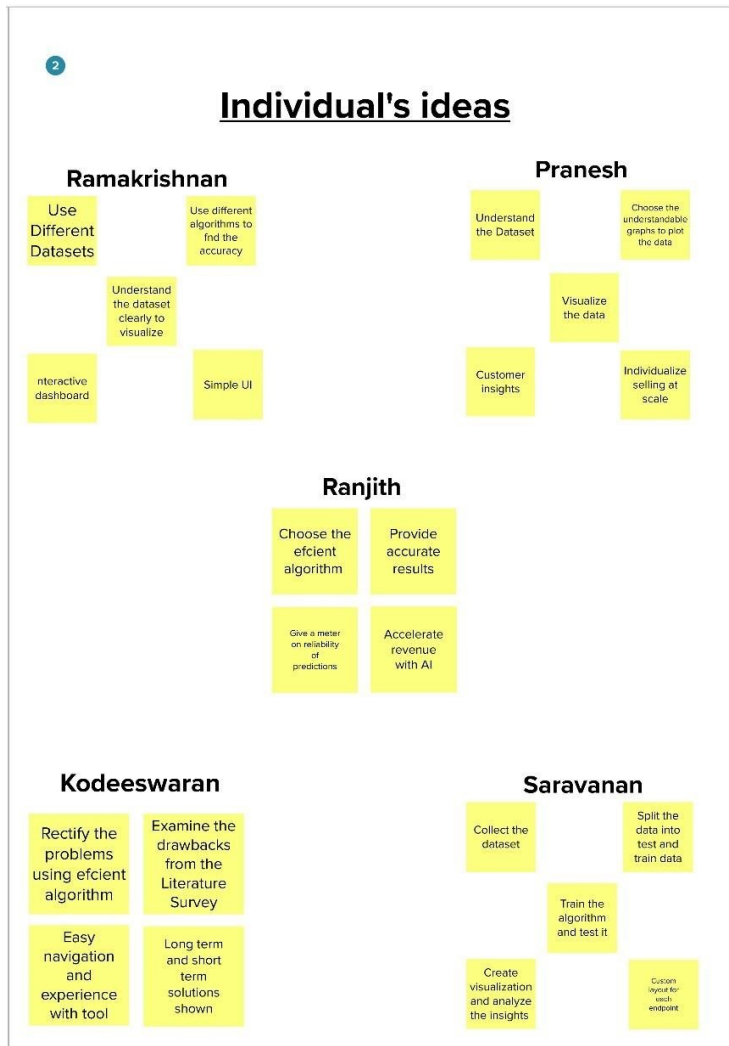 2
Individual's ideas
Ramakrishnan
Use
Different
Datasets
Use different
algorithms to
fnd the
accuracy
Understand
the dataset
clearly to
visualize
nteractive
dashboard
Simple UI
Pranesh
Understand
the Dataset
Choose the
understandable
graphs to plot
the data
Visualize
the data
Customer
insights
Individualize
selling at
scale
Ranjith
Choose the
efcient
algorithm
Provide
accurate
results
Give a meter
on reliability
of
predictions
Accelerate
revenue
with AI
Kodeeswaran
Rectify the
problems
using efcient
algorithm
Examine the
drawbacks
from the
Literature
Survey
Easy
navigation
and
experience
with tool
Long term
and short
term
solutions
shown
Saravanan
Collect the
dataset
Split the
data into
test and
train data
Train the
algorithm
and test it
Create
visualization
and analyze
the insights
Custom
layout for
each
endpoint